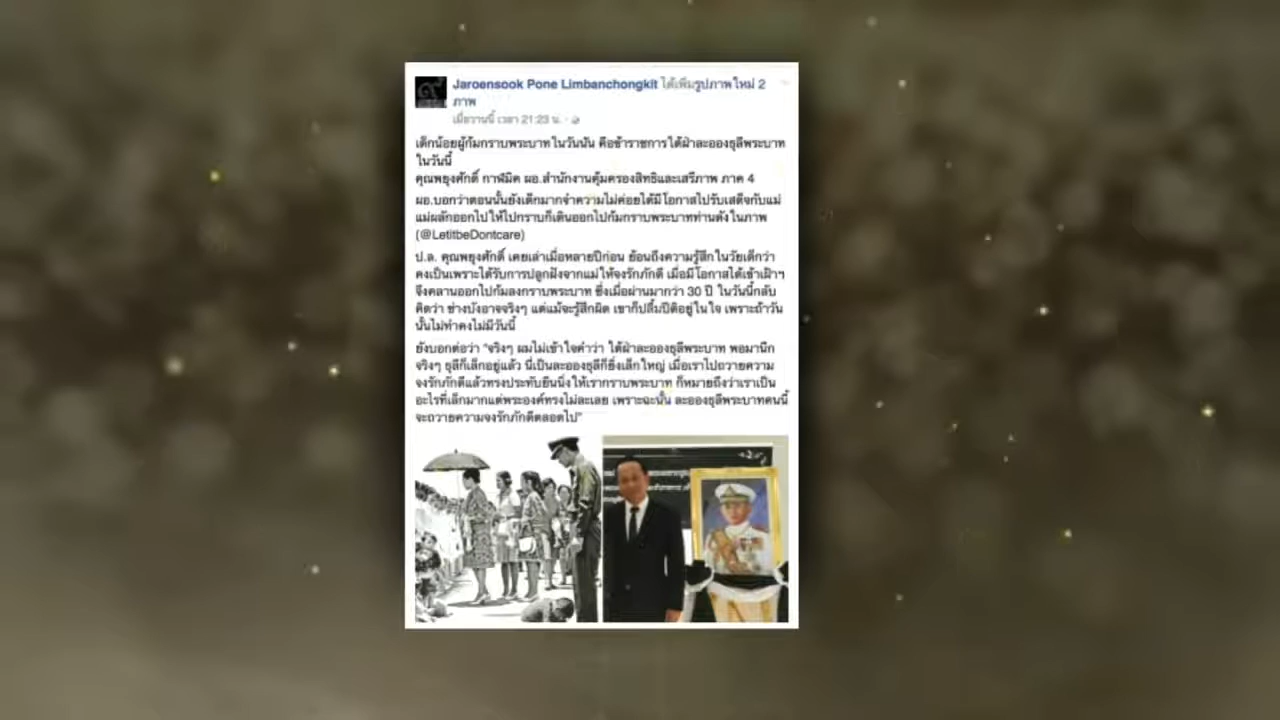 Jaroensook Pone Limbanchongkit ได้เพิ่มรูปภาพใหม่ 2
ภาพ
เมื่อวานนี้ เวลา 21:23 น. ·
เด็กน้อยผู้ก้มกราบพระบาทในวันนั้น คือข้าราชการใต้ฝ่าละอองธุลีพระบาท
ในวันนี้
คุณพยุงศักดิ์ กาฬมิค ผอ.สำนักงานคุ้มครองสิทธิและเสรีภาพ ภาค 4
ผอ.บอกว่าตอนนั้นยังเด็กมากจำความไม่ค่อยได้มีโอกาสไปรับเสด็จกับแม่
แม่ผลักออกไปให้ไปกราบก็เดินออกไปก้มกราบพระบาทท่านดังในภาพ
(@LetitbeDontcare)
ป.ล. คุณพยุงศักดิ์ เคยเล่าเมื่อหลายปีก่อน ย้อนถึงความรู้สึกในวัยเด็กว่า
คงเป็นเพราะได้รับการปลูกฝังจากแม่ให้จงรักภักดี เมื่อมีโอกาสได้เข้าเฝ้าฯ
จึงคลานออกไปก้มลงกราบพระบาท ซึ่งเมื่อผ่านมากว่า 30 ปี ในวันนี้กลับ
คิดว่า ช่างบังอาจจริงๆ แต่แม้จะรู้สึกผิด เขาก็ปลื้มปีติอยู่ในใจ เพราะถ้าวัน
นั้นไม่ทำคงไม่มีวันนี้
ยังบอกต่อว่า "จริงๆ ผมไม่เข้าใจคำว่า ใต้ฝ่าละอองธุลีพระบาท พอมานึก
จริงๆ ธุลีก็เล็กอยู่แล้ว นี่เป็นละอองธุลีก็ยิ่งเล็กใหญ่ เมื่อเราไปถวายความ
จงรักภักดีแล้วทรงประทับยืนนิ่งให้เรากราบพระบาท ก็หมายถึงว่าเราเป็น
อะไรที่เล็กมากแต่พระองค์ทรงไม่ละเลย เพราะฉะนั้น ละอองธุลีพระบาทคนนี้
จะถวายความจงรักภักดีตลอดไป"